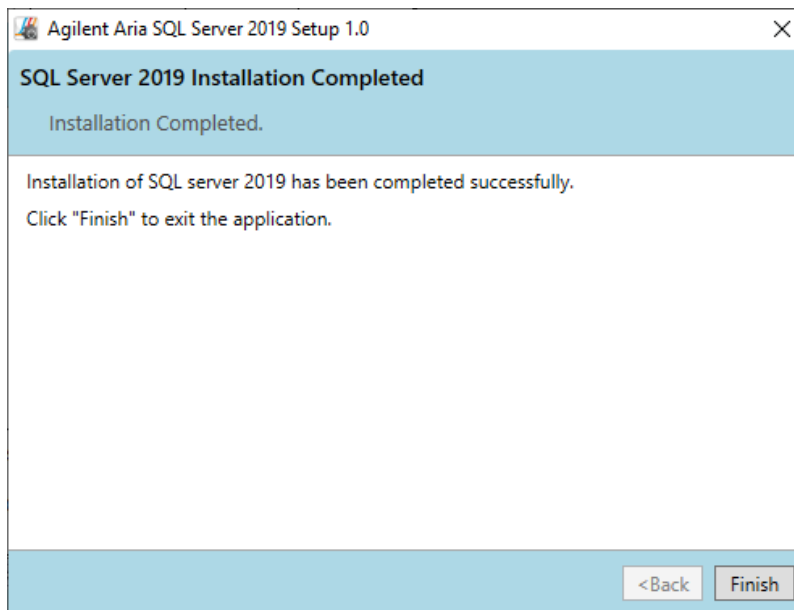 Agilent Aria SQL Server 2019 Setup 1.0
SQL Server 2019 Installation Completed
Installation Completed.
Installation of SQL server 2019 has been completed successfully.
Click "Finish" to exit the application.
<Back
Finish